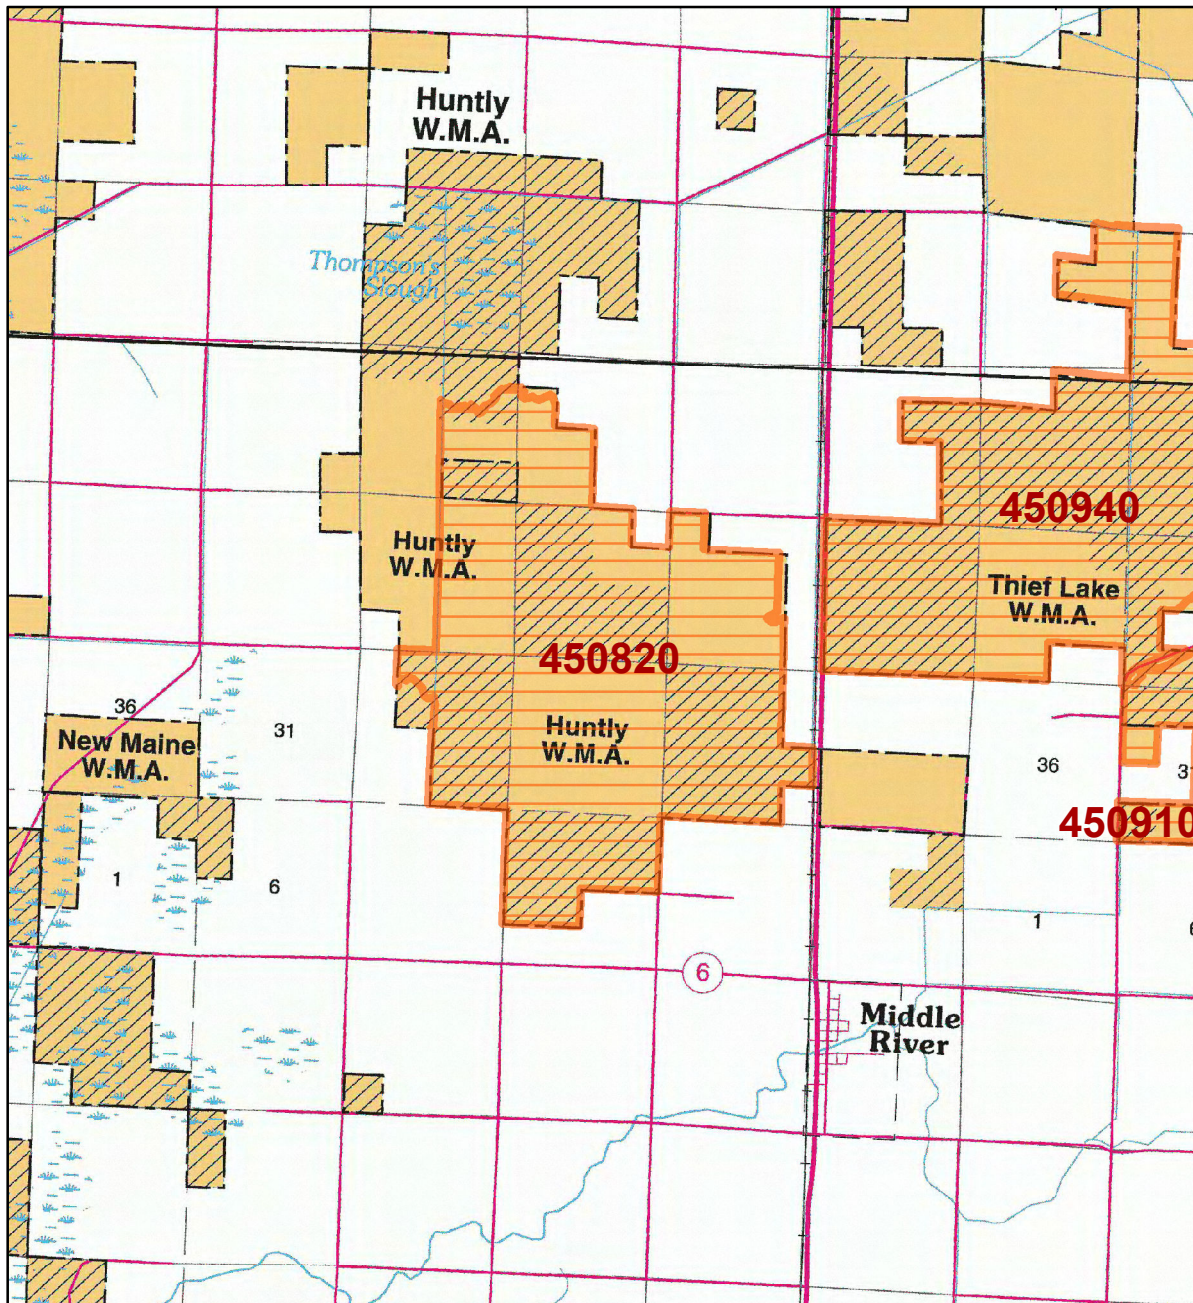 Huntly
W.M.A.
Thompson's
Slough
450940
Huntly
W.M.A.
Thief Lake
W.M.A.
450820
36
31
Huntly
W.M.A.
New Maine
W.M.A.
36
450910
1
6
1
6
Middle
River